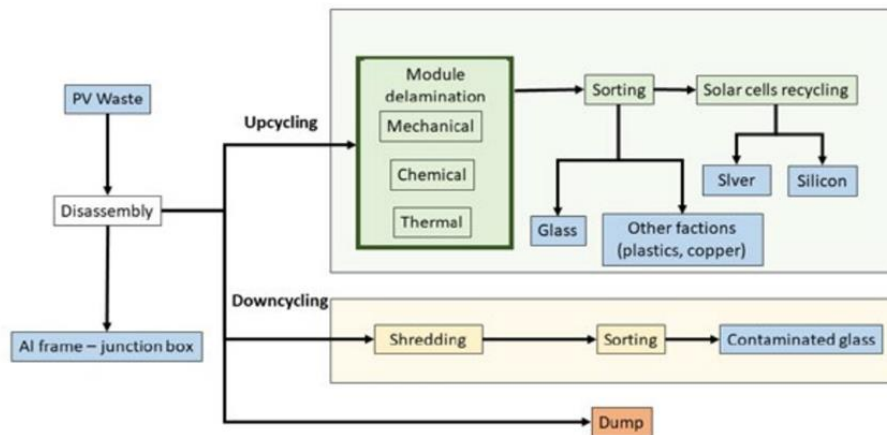 PV Waste
Disassembly
Al frame – junction box
Upcycling
Module
delamination
Mechanical
Chemical
Thermal
Sorting
Solar cells recycling
Glass
Other factions
(plastics, copper)
Slver
Silicon
Downcycling
Shredding
Sorting
Contaminated glass
Dump